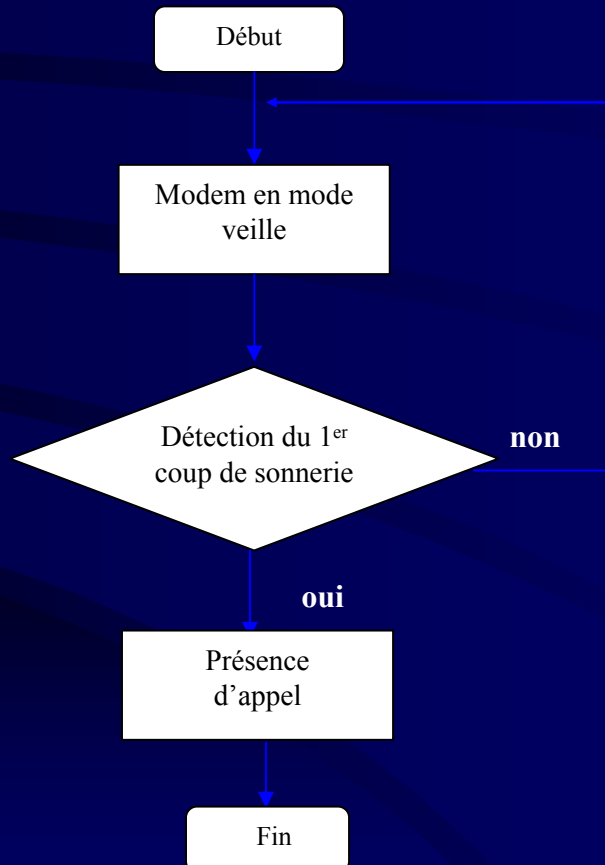 Début
Modem en mode
veille
Détection du 1er
coup de sonnerie
non
oui
Présence
d’appel
Fin